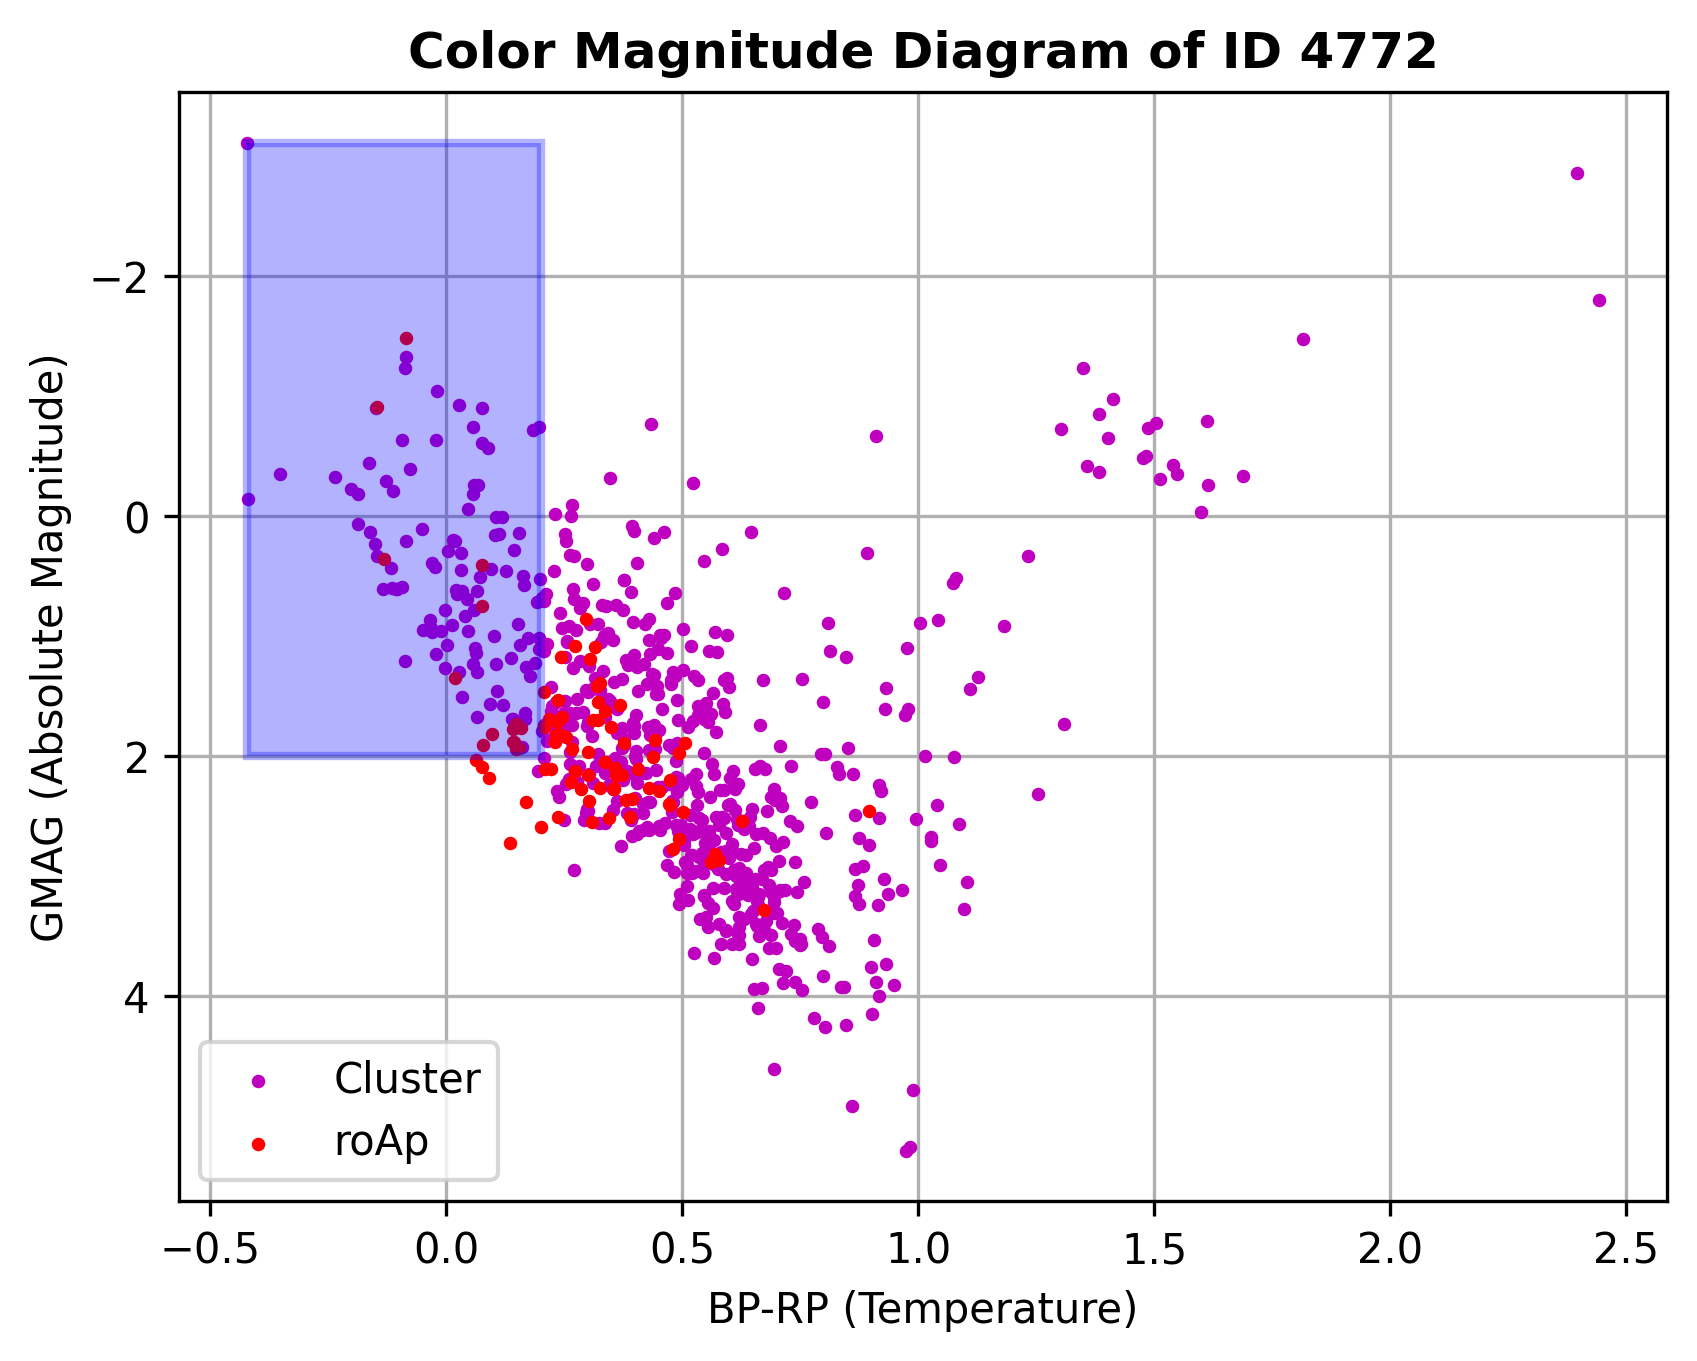 Color Magnitude Diagram of ID 4772
GMAG (Absolute Magnitude)
−2
0
2
4
Cluster
roAp
−0.5 0.0 0.5 1.0 1.5 2.0 2.5
BP-RP (Temperature)